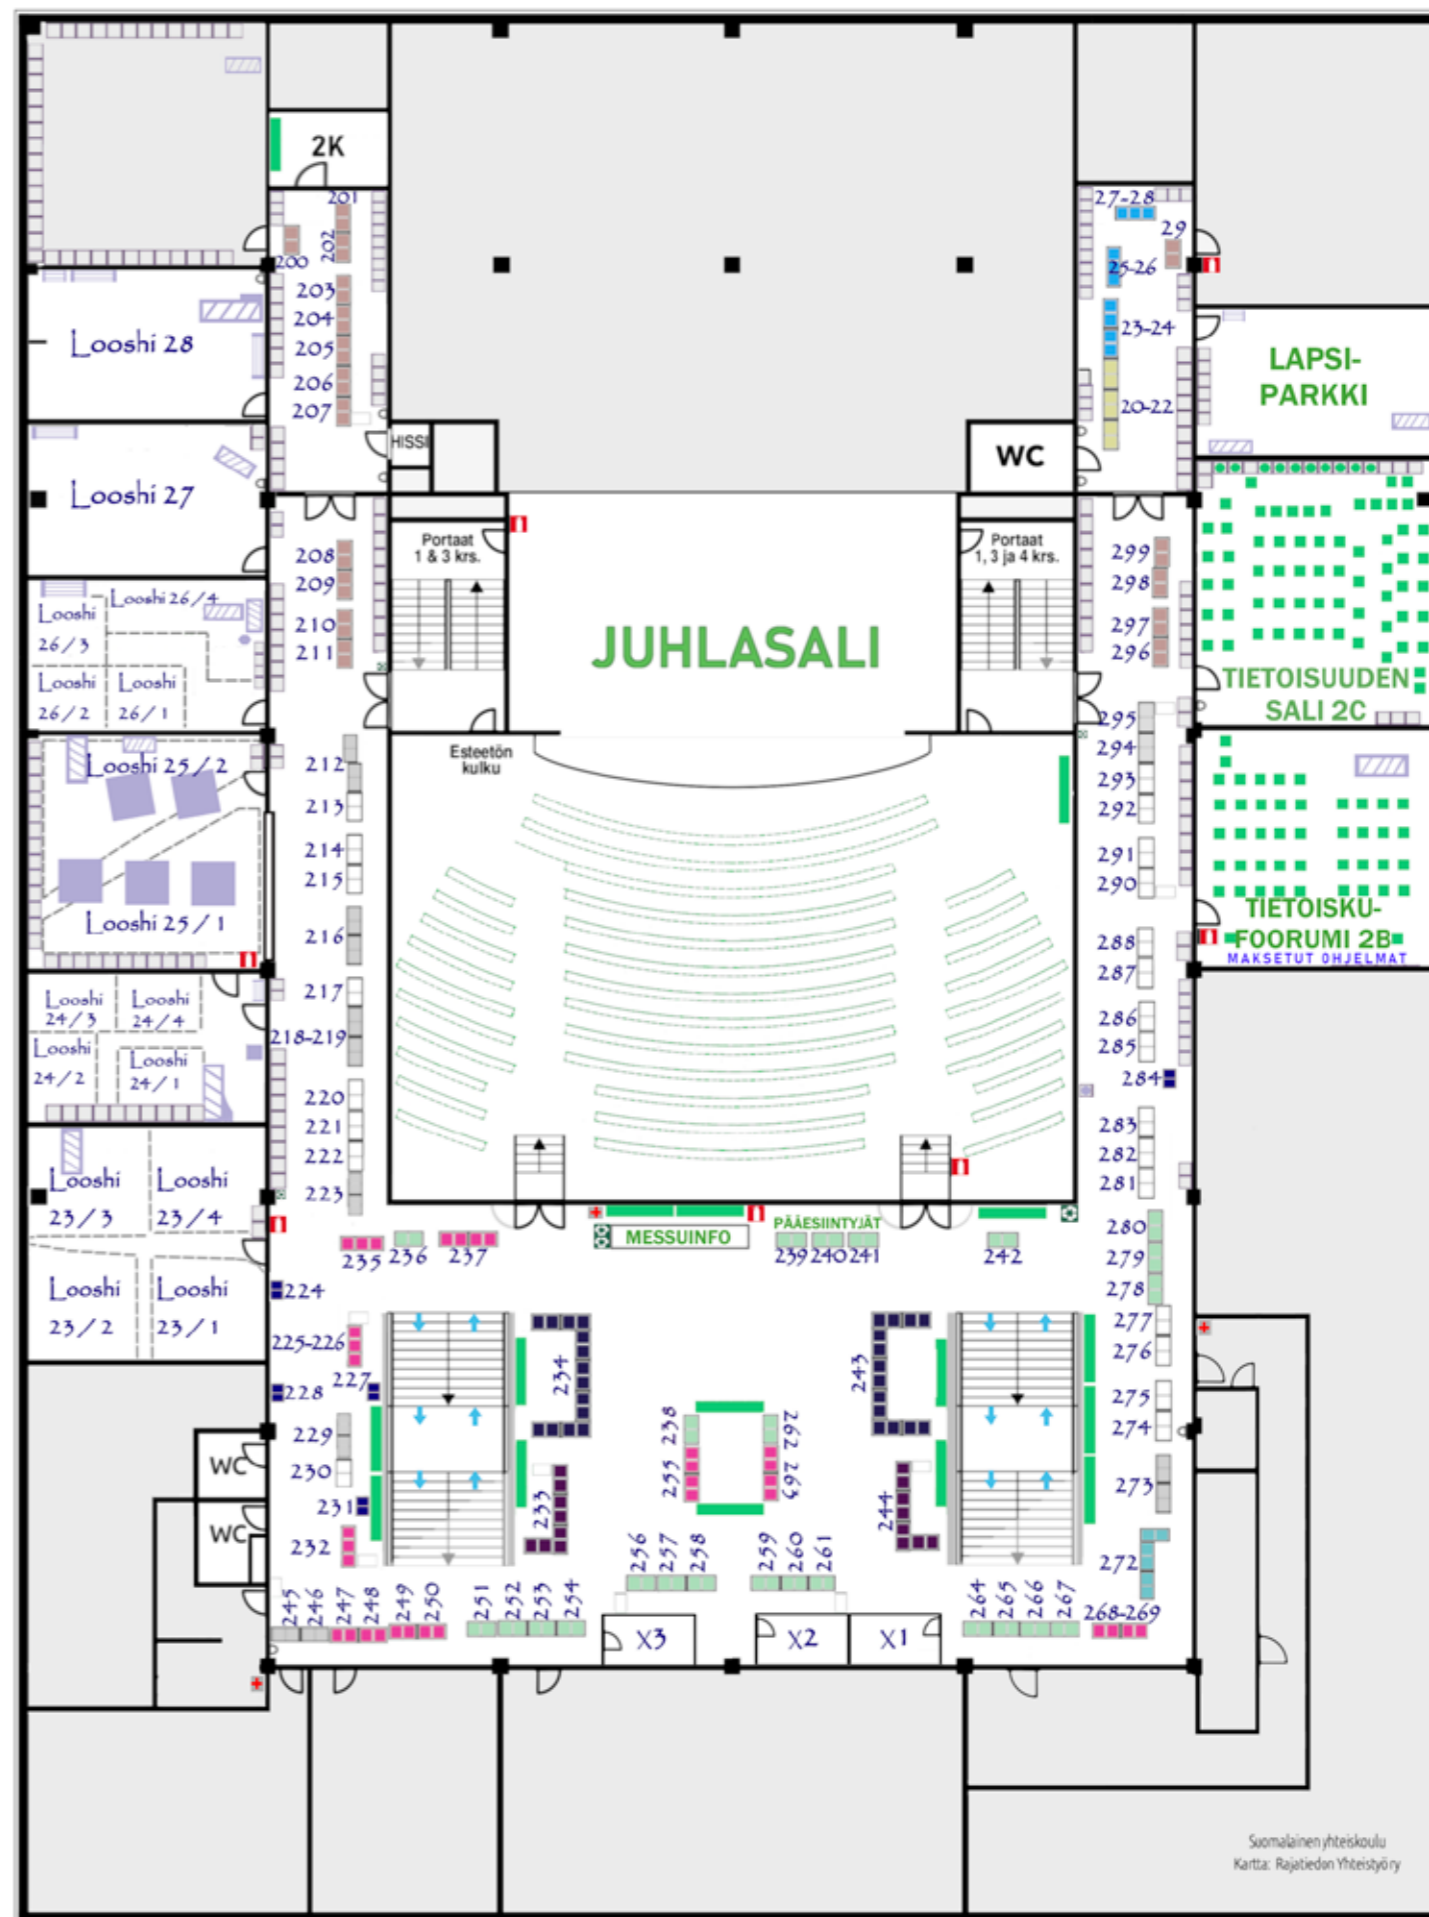 2K
201
202
200
203
204
205
206
207
HISSI
27-28
29
25-26
23-24
20-22
WC
LAPSI-
PARKKI
Looshi 28
Looshi 27
Looshi 26/4
Looshi
26/3
Looshi
26/2
Looshi
26/1
Looshi 25/2
Looshi 25/1
Looshi
24/3
Looshi
24/4
Looshi
24/2
Looshi
24/1
Looshi
23/3
Looshi
23/4
Looshi
23/2
Looshi
23/1
208
209
210
211
Portaat
1 & 3 krs.
Portaat
1, 3 ja 4 krs.
JUHLASALI
299
298
297
296
TIETOISUUDEN
SALI 2C
Esteetön
kulku
212
213
214
215
216
217
218-219
220
221
222
223
295
294
293
292
291
290
288
287
286
285
284
283
282
281
280
279
278
277
276
275
274
273
272
TIETOISKU-
FOORUMI 2B
MAKSETUT OHJELMAT
235
236
237
MESSUINFO
PÄÄESIINTYJÄT
239
240
241
242
224
225-226
227
228
229
230
231
232
WC
WC
234
233
243
244
238
255
262
263
256
257
258
259
260
261
245
246
247
248
249
250
251
252
253
254
X3
X2
X1
264
265
266
267
268-269
Suomalainen yhteiskoulu
Kartta: Rajatiedon Yhteistyö ry